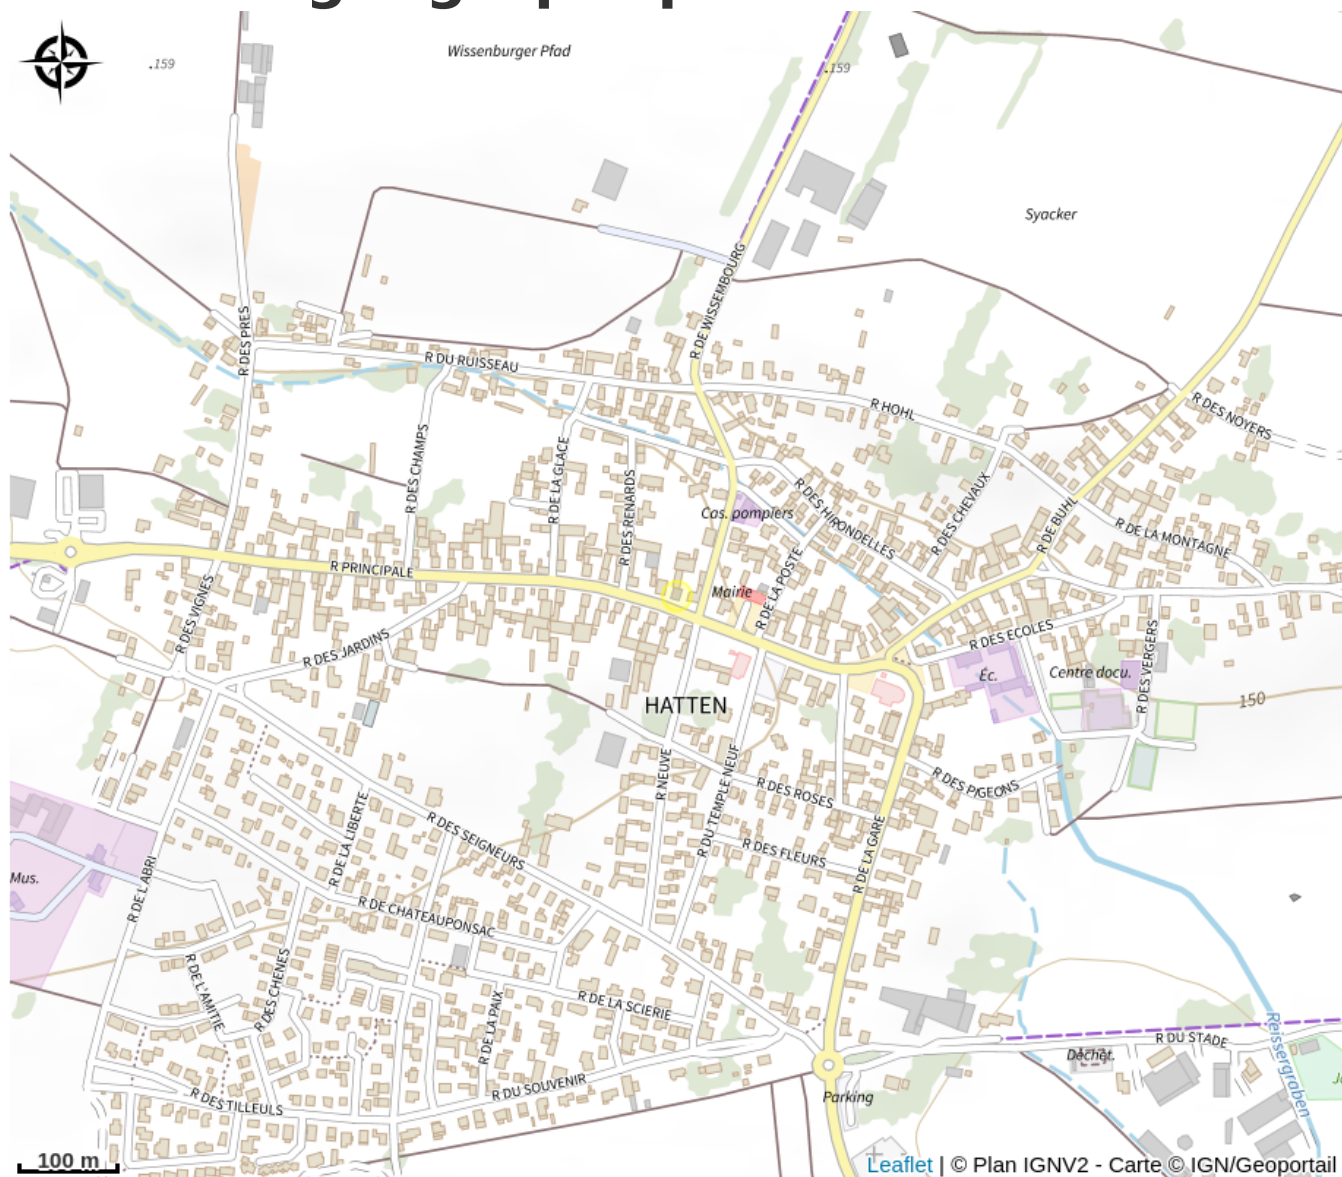 Wissenburger Pfad
.159
.159
Syacker
R DE WISSEMBOURG
R DES PRES
R DU RUISSEAU
R HOHL
R DES NOYERS
R DES CHAMPS
R DE LA GLACE
R DES RENARDS
Cas. pompiers
R DES HIRONDELLES
R DES CHEVAUX
R DE BUHL
R DE LA MONTAGNE
R PRINCIPALE
Mairie
R DE LA POSTE
R DES VIGNES
R DES JARDINS
R DES ECOLES
R DES VERGERS
Éc.
Centre docu.
150
HATTEN
R NEUVE
R DU TEMPLE NEUF
R DES ROSES
R DES PIGEONS
R DES FLEURS
R DE LA GARE
R DE LA LIBERTE
R DES SEIGNEURS
Mus.
R DE L'ABRI
R DE CHATEAUPONSAC
R DE L'AMITIE
R DES CHENES
R DE LA PAIX
R DE LA SCIERIE
R DU SOUVENIR
R DES TILLEULS
R DU STADE
Déchèt.
Reissergraben
Parking
100 m
Leaflet | © Plan IGNV2 - Carte © IGN/Geoportail